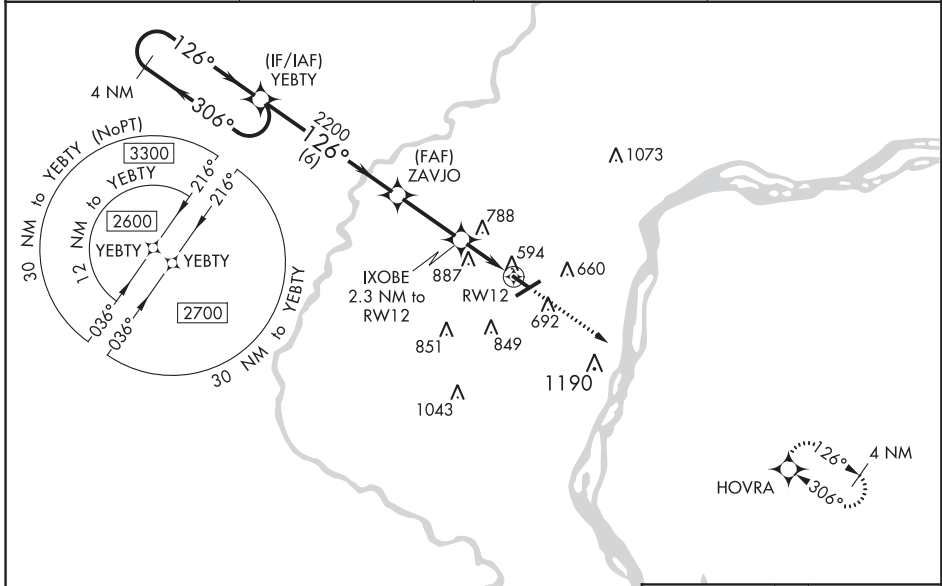 126°
306°
4 NM
(IF/IAF)
YEBTY
2200
126°
(6)
(FAF)
ZAVJO
1073
30 NM to YEBTY (NoPT)
3300
216°
216°
12 NM to YEBTY
2600
YEBTY
YEBTY
036°
036°
2700
30 NM to YEBTY
788
887
594
660
IXOBE
2.3 NM to
RW12
RW12
692
851
849
1190
1043
126°
4 NM
HOVRA
306°